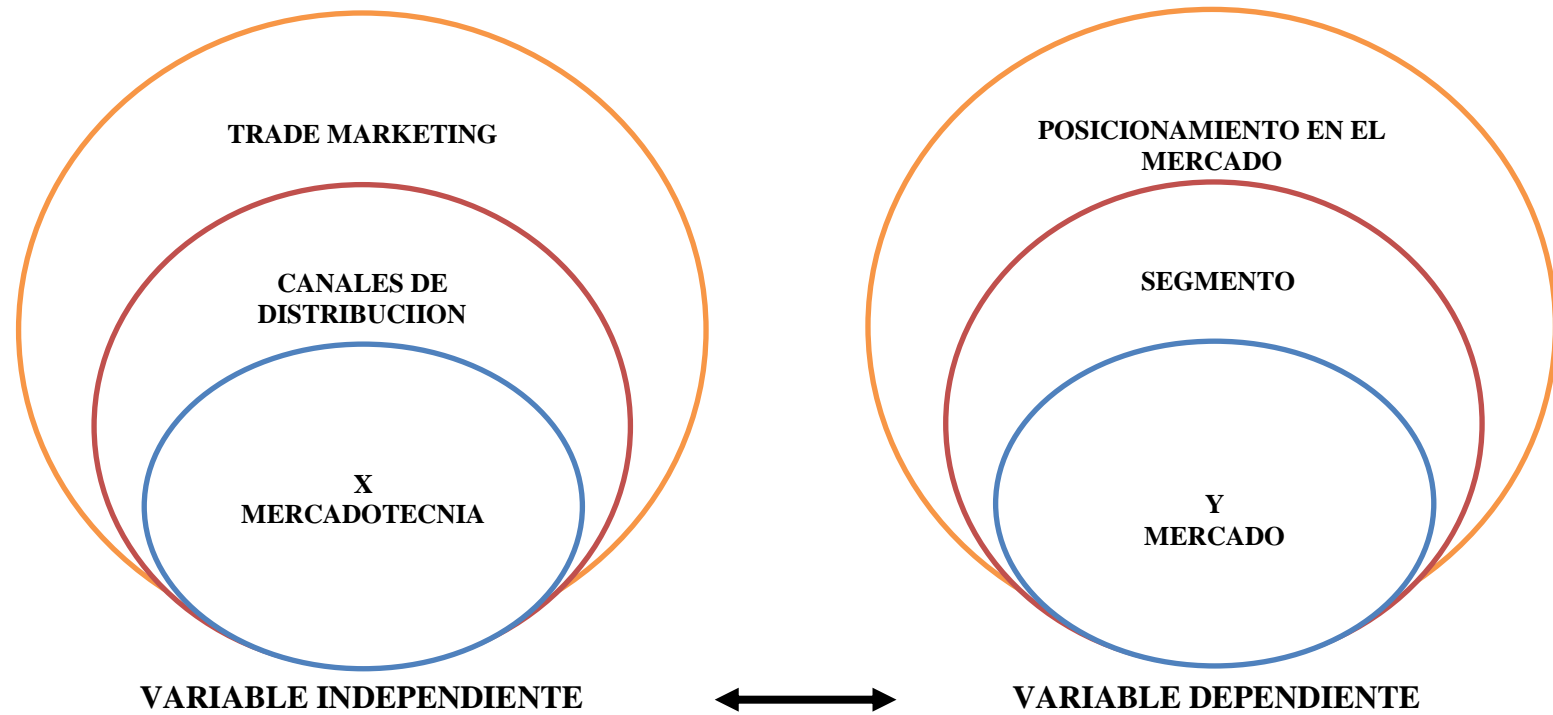 TRADE MARKETING
CANALES DE
DISTRIBUCIION
X
MERCADOTECNIA
VARIABLE INDEPENDIENTE
POSICIONAMIENTO EN EL
MERCADO
SEGMENTO
Y
MERCADO
VARIABLE DEPENDIENTE